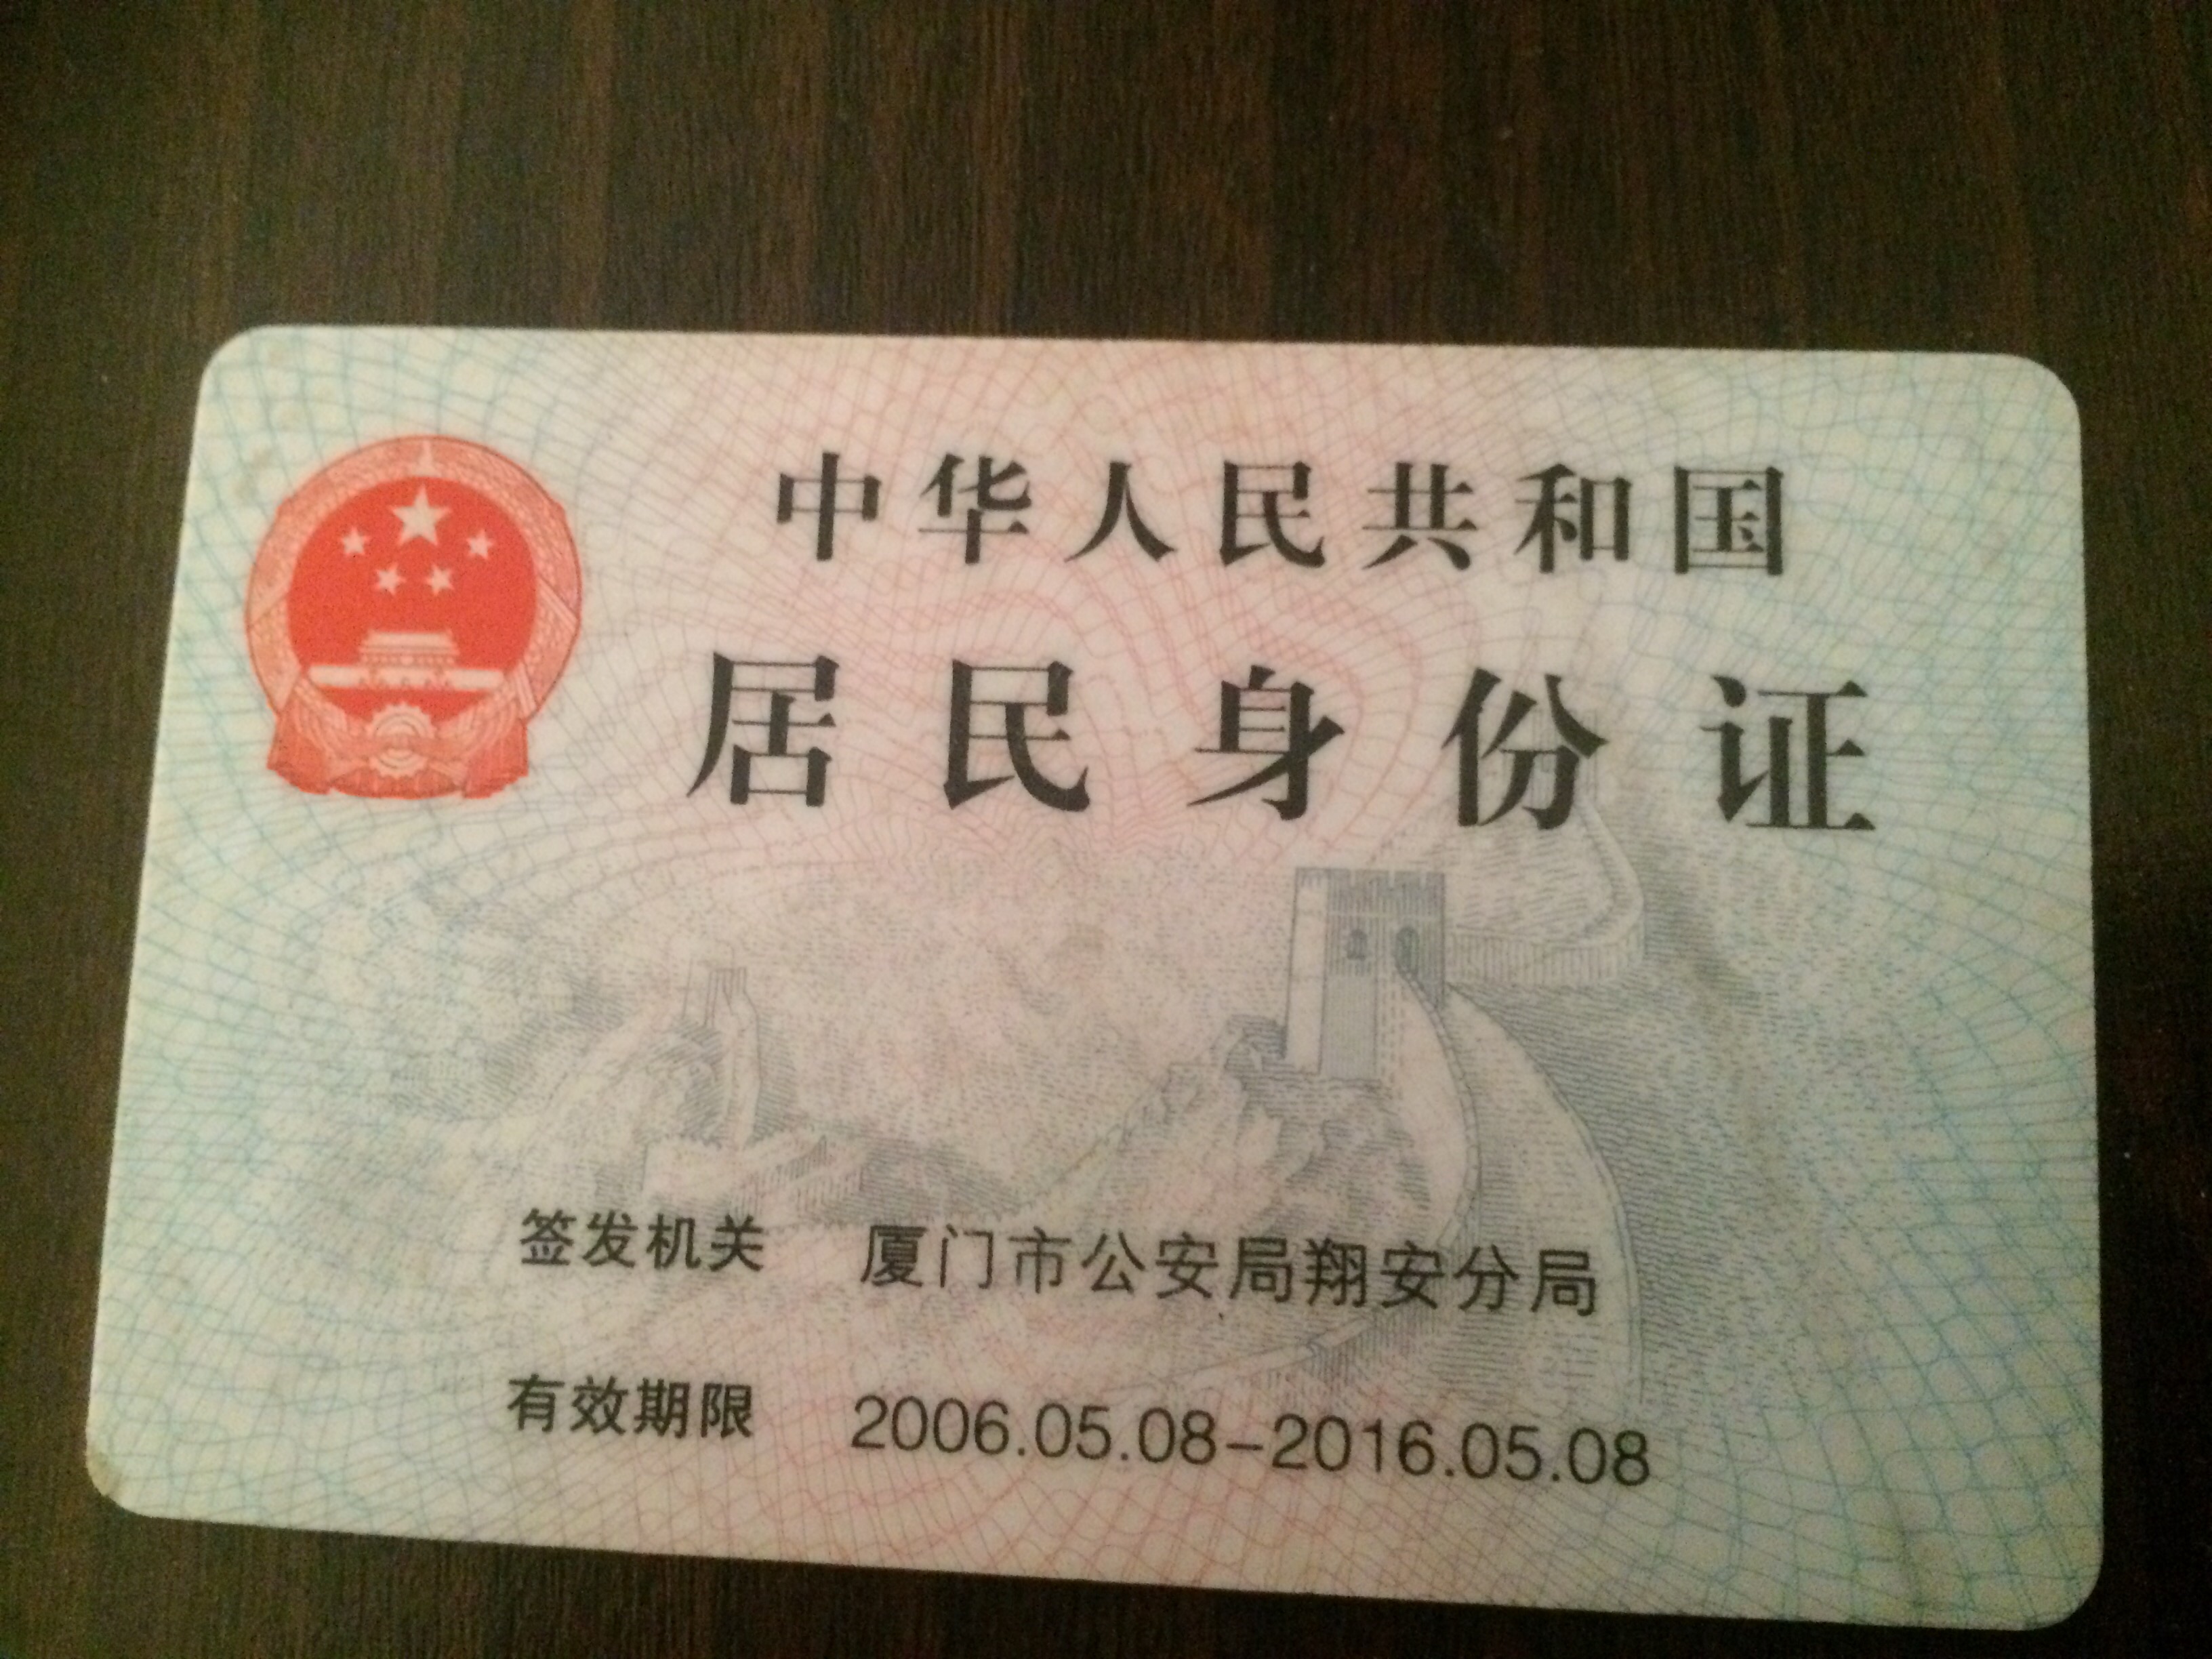 中华人民共和国
居民身份证
签发机关 厦门市公安局翔安分局
有效期限 2006.05.08-2016.05.08